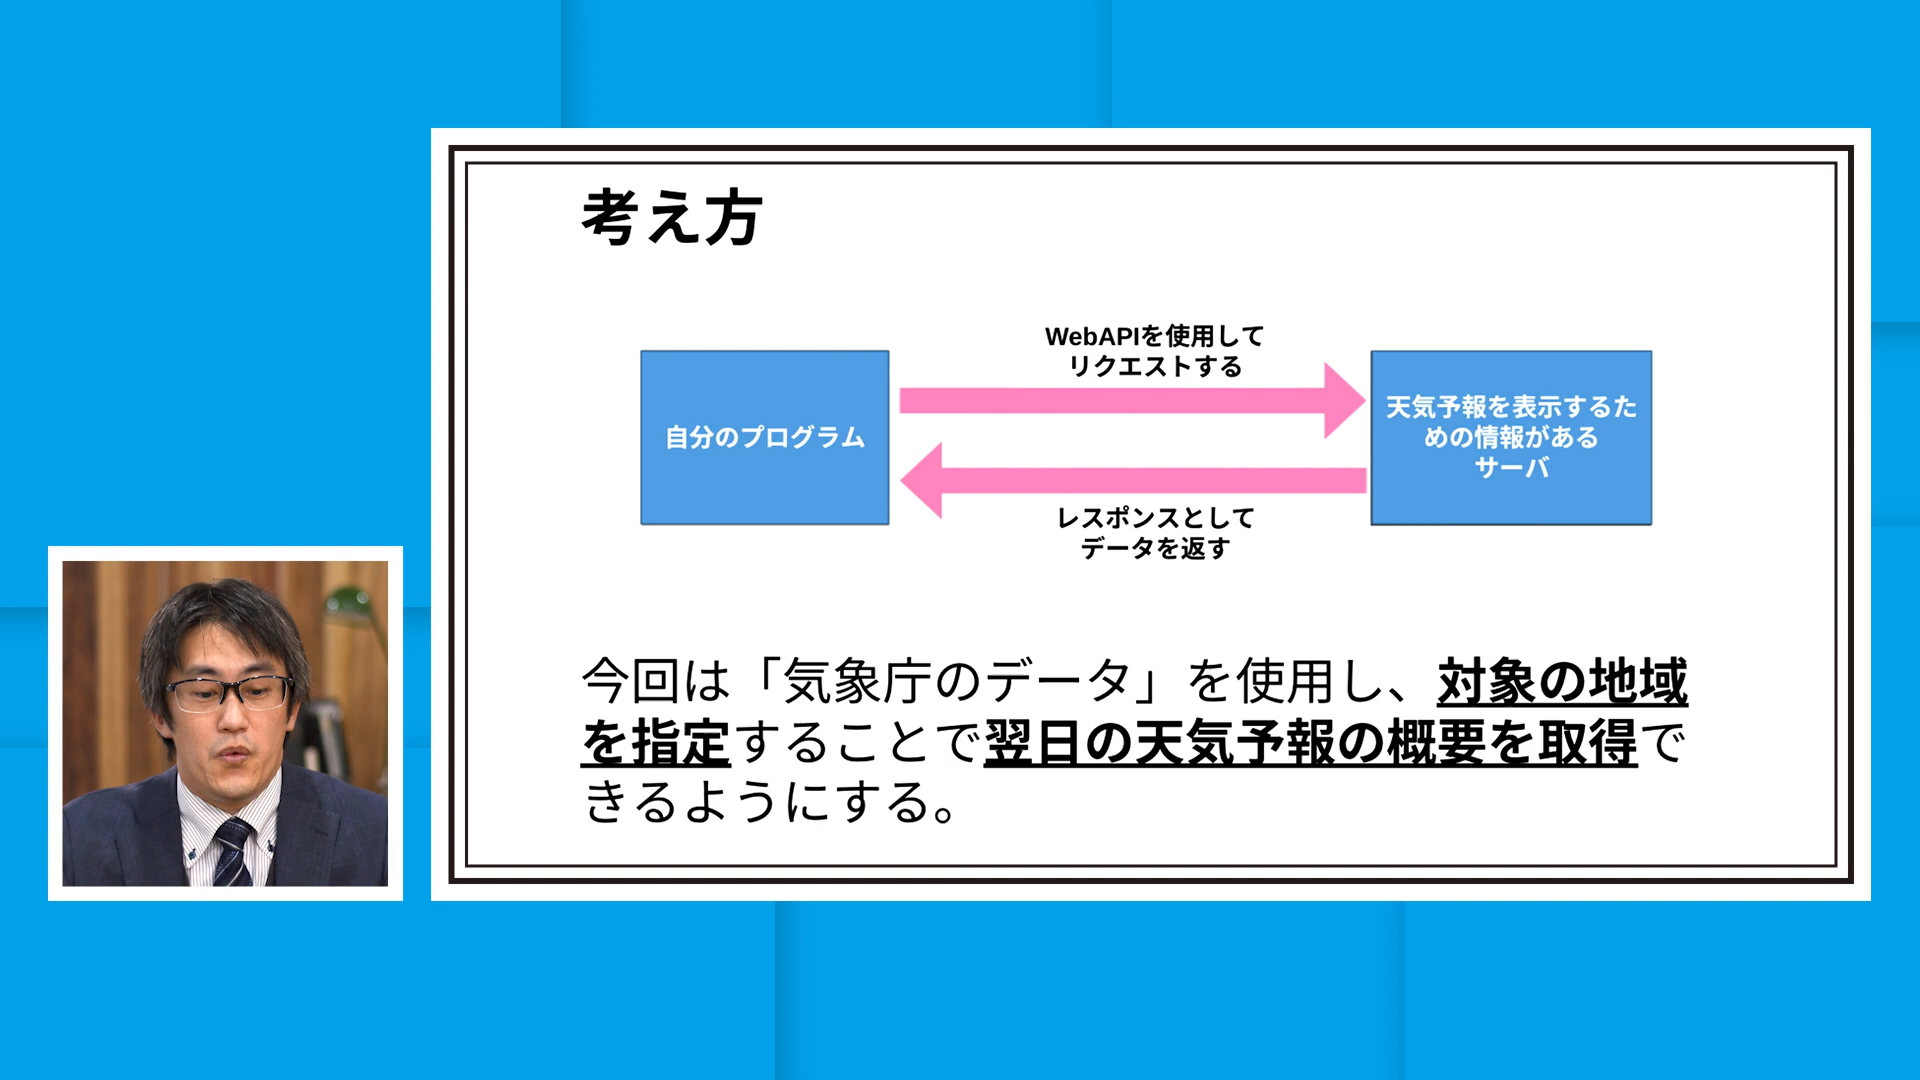 考え方
WebAPIを使用して
リクエストする
自分のプログラム
天気予報を表示するた
めの情報がある
サーバ
レスポンスとして
データを返す
今回は「気象庁のデータ」を使用し、対象の地域
を指定することで翌日の天気予報の概要を取得で
きるようにする。